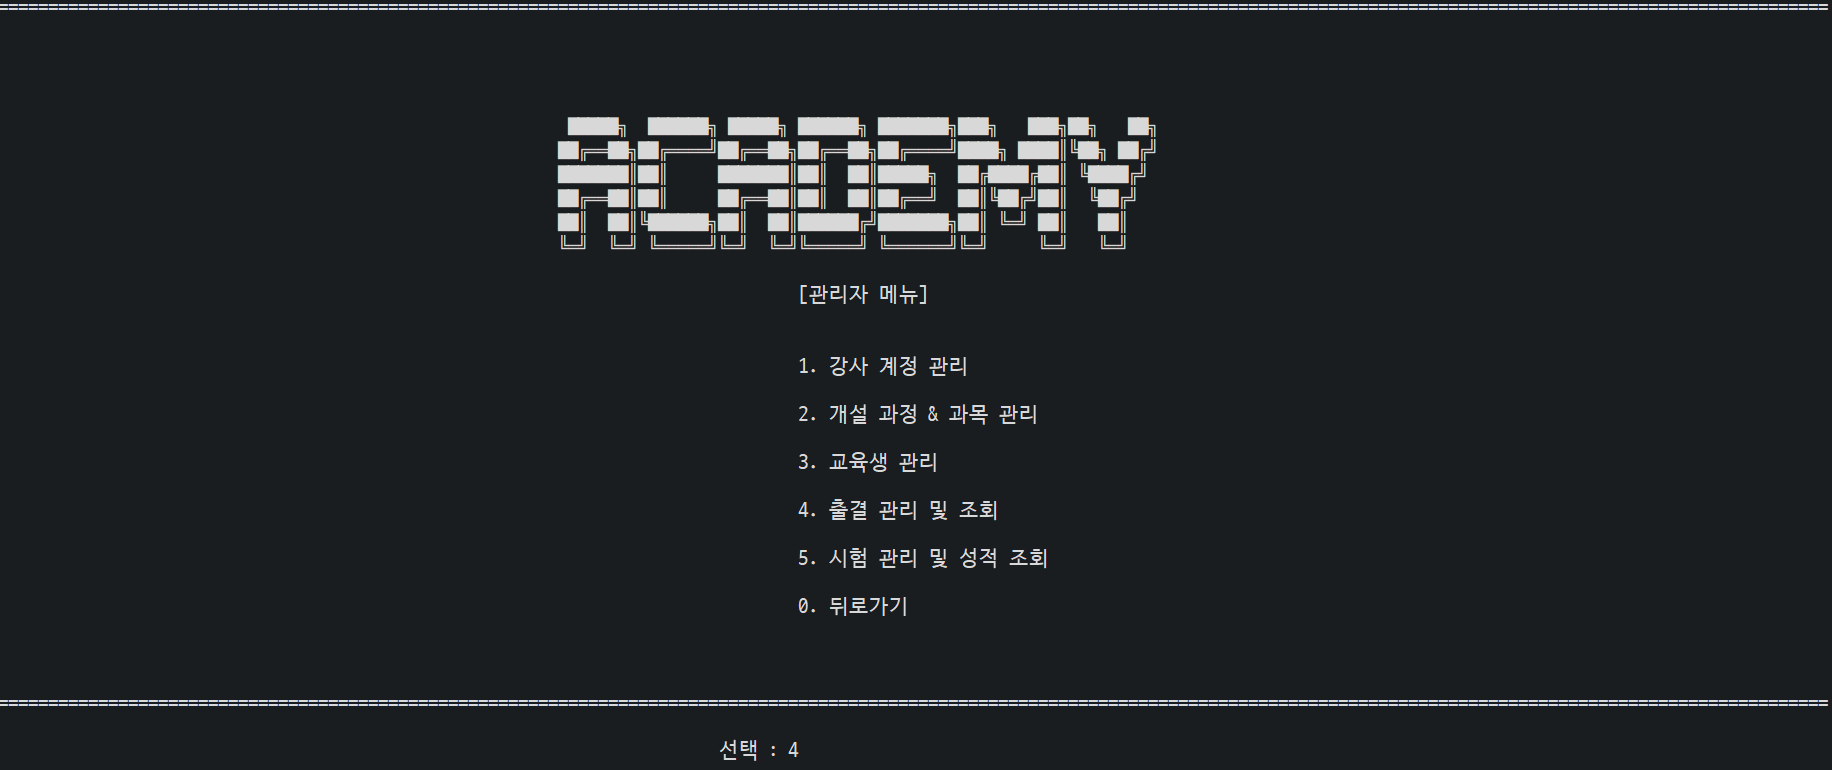 ACADEMY
[관리자 메뉴]
1. 강사 계정 관리
2. 개설 과정 & 과목 관리
3. 교육생 관리
4. 출결 관리 및 조회
5. 시험 관리 및 성적 조회
0. 뒤로가기
선택 : 4